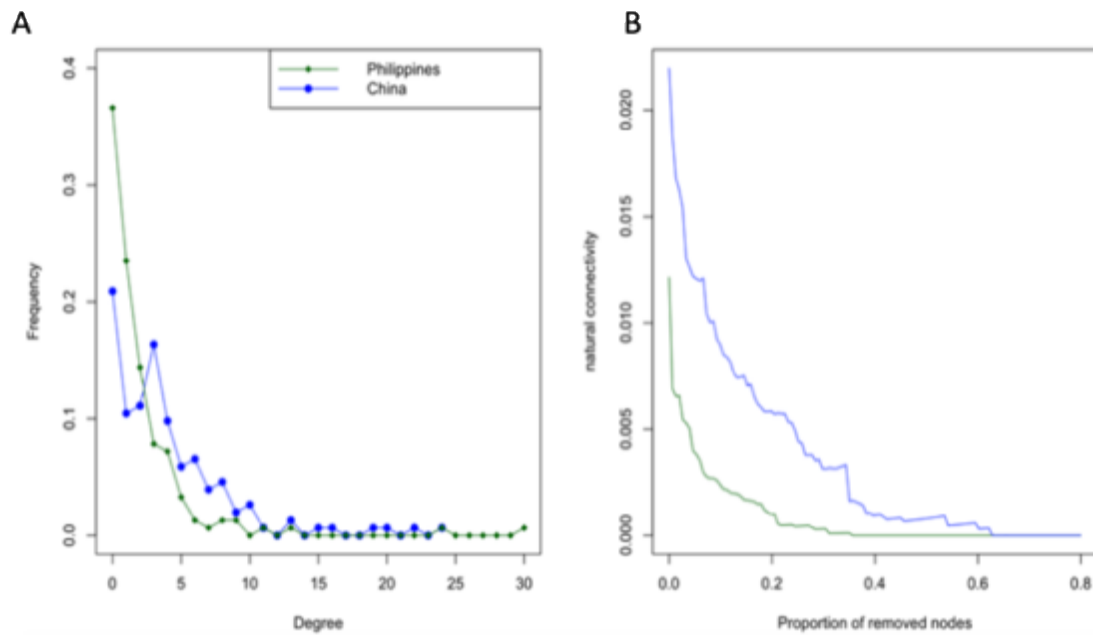 A
B
Philippines
China
0.4
0.3
0.2
0.1
0.0
Frequency
0 5 10 15 20 25 30
Degree
0.020
0.015
0.010
0.005
0.000
natural connectivity
0.0 0.2 0.4 0.6 0.8
Proportion of removed nodes